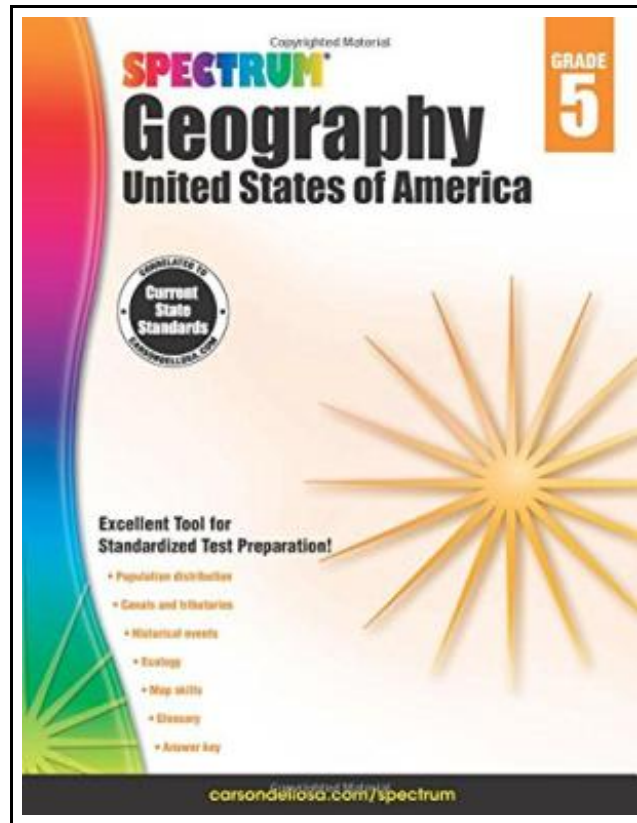 Copyrighted Material
SPECTRUM®
GRADE
5
Geography
United States of America
CORRELATED TO
Current
State
Standards
CARSONDELLOSA.COM
Excellent Tool for
Standardized Test Preparation!
• Population distribution
• Canals and tributaries
• Historical events
• Ecology
• Map skills
• Glossary
• Answer key
Copyrighted Material
carsondellosa.com/spectrum